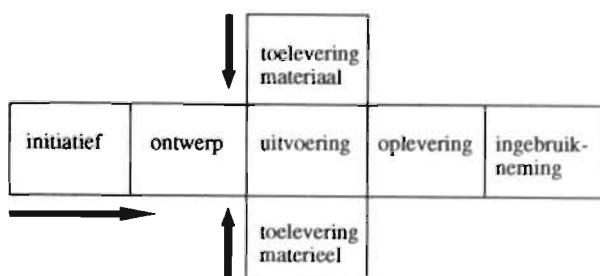 toelevering
materiaal
initiatief
ontwerp
uitvoering
oplevering
ingebruik-
neming
toelevering
materieel